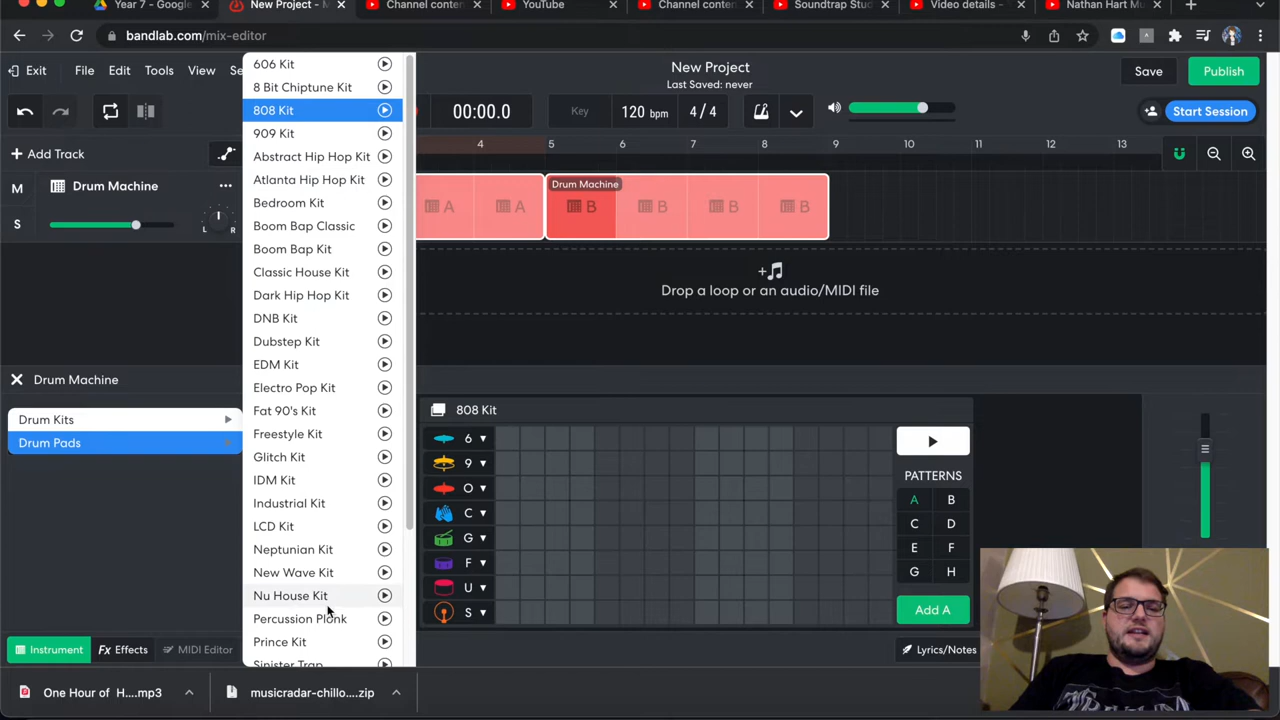 Year 7 - Google
New Project -
Channel conten
YouTube
Channel conten
Soundtrap Stud
Video details -
Nathan Hart Mu
bandlab.com/mix-editor
Exit
File
Edit
Tools
View
New Project
Last Saved: never
Save
Publish
00:00.0
Key
120 bpm
4 / 4
Start Session
+ Add Track
4
5
6
7
8
9
10
11
12
13
M
Drum Machine
S
L
R
A
A
Drum Machine
B
B
B
B
Drop a loop or an audio/MIDI file
606 Kit
8 Bit Chiptune Kit
808 Kit
909 Kit
Abstract Hip Hop Kit
Atlanta Hip Hop Kit
Bedroom Kit
Boom Bap Classic
Boom Bap Kit
Classic House Kit
Dark Hip Hop Kit
DNB Kit
Dubstep Kit
EDM Kit
Electro Pop Kit
Fat 90's Kit
Freestyle Kit
Glitch Kit
IDM Kit
Industrial Kit
LCD Kit
Neptunian Kit
New Wave Kit
Nu House Kit
Percussion Plonk
Prince Kit
Sinister Trap
Drum Machine
Drum Kits
Drum Pads
808 Kit
6
9
O
C
G
F
U
S
PATTERNS
A B
C D
E F
G H
Add A
Instrument
Fx Effects
MIDI Editor
Lyrics/Notes
One Hour of H....mp3
musicradar-chillo....zip